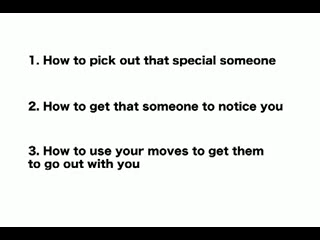 1. How to pick out that special someone
2. How to get that someone to notice you
3. How to use your moves to get them
to go out with you